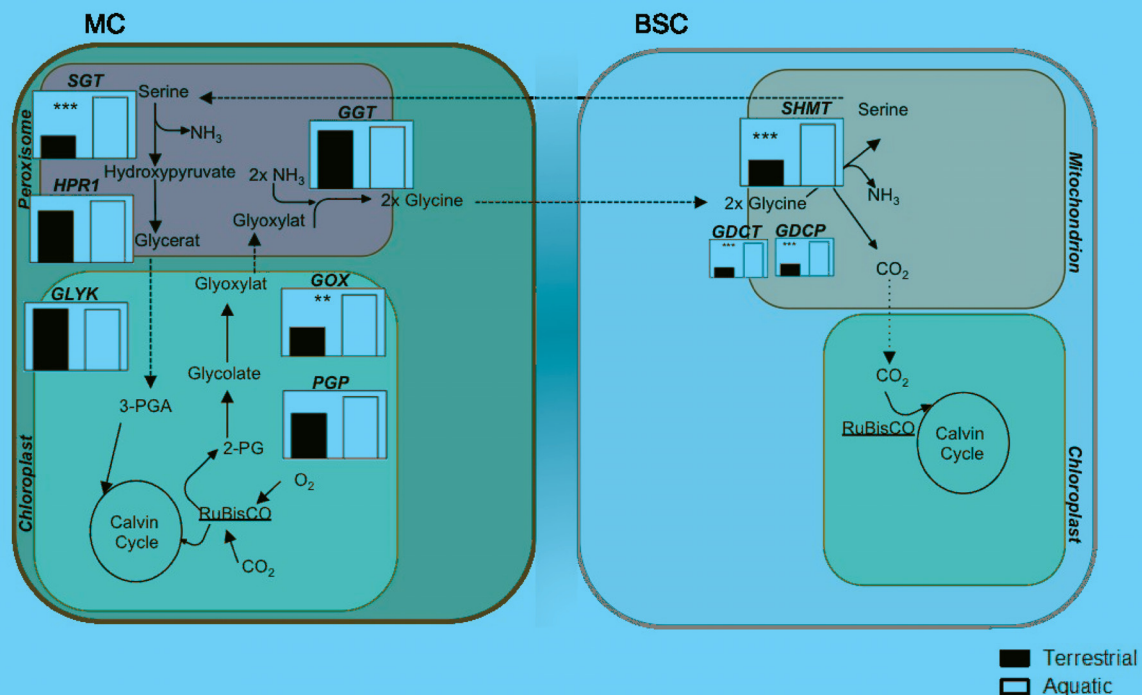 MC
BSC
Peroxisome
SGT
***
Serine
NH3
Hydroxypyruvate
HPR1
Glycerat
GGT
2x NH3
Glyoxylat
2x Glycine
GLYK
Glyoxylat
GOX
**
Glycolate
PGP
3-PGA
2-PG
O2
RuBisCO
Calvin
Cycle
CO2
Chloroplast
SHMT
***
Serine
NH3
2x Glycine
GDCT
***
GDCP
***
CO2
Mitochondrion
CO2
RuBisCO
Calvin
Cycle
Chloroplast
Terrestrial
Aquatic